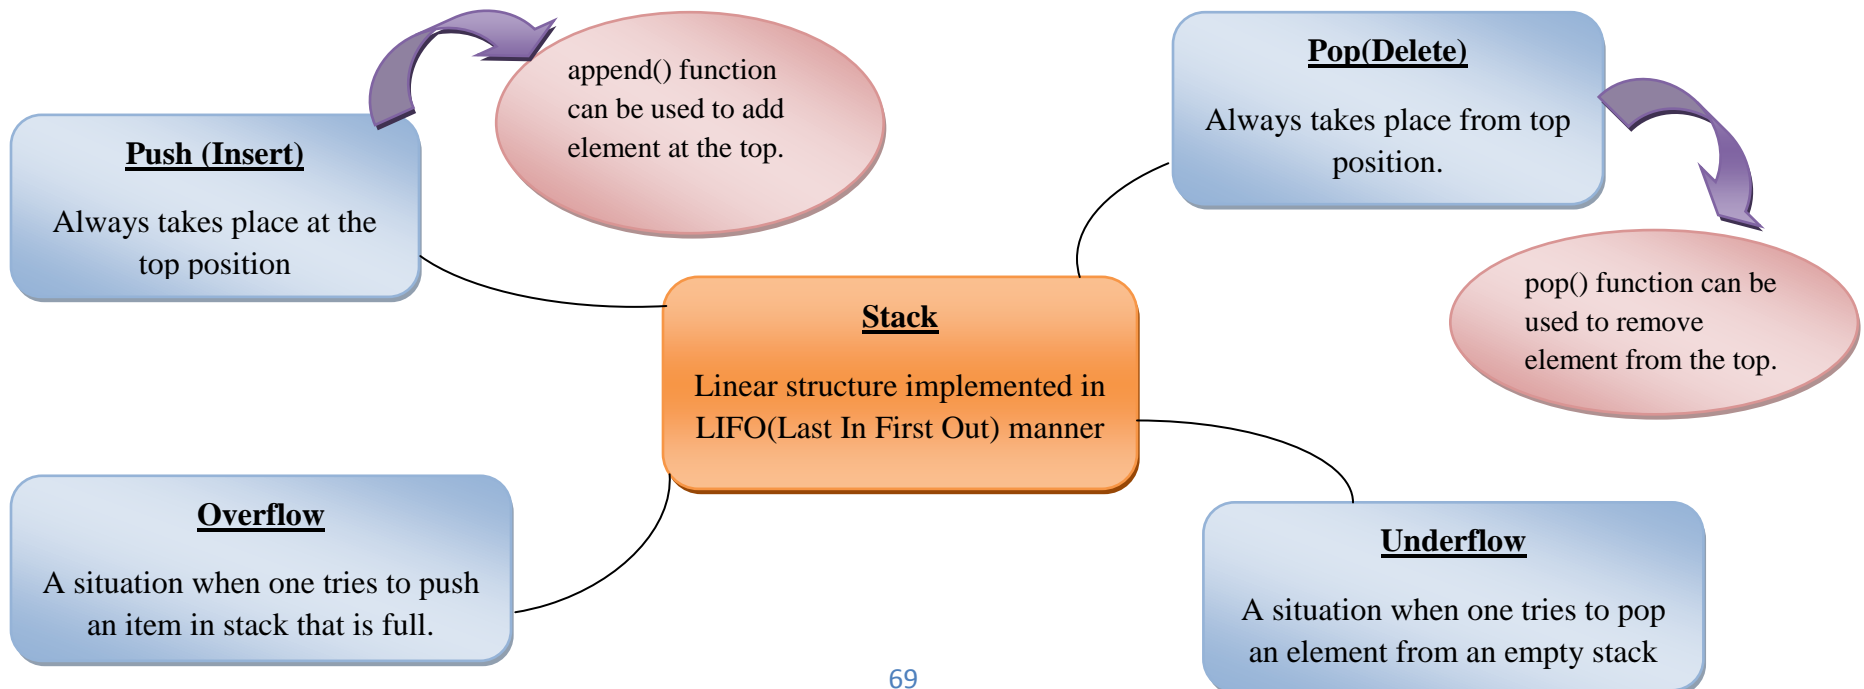 Push (Insert)
Always takes place at the
top position
append() function
can be used to add
element at the top.
Pop(Delete)
Always takes place from top
position.
pop() function can be
used to remove
element from the top.
Stack
Linear structure implemented in
LIFO(Last In First Out) manner
Overflow
A situation when one tries to push
an item in stack that is full.
Underflow
A situation when one tries to pop
an element from an empty stack
69